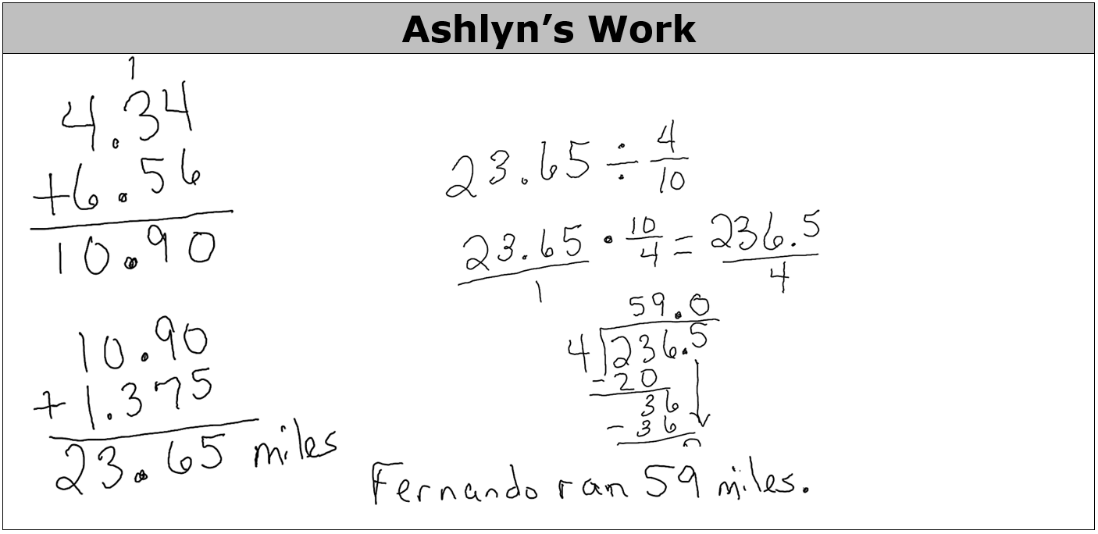 Ashlyn's Work
1
4.34
+6.56
10.90
10.90
+1.375
23.65 miles
23.65 ÷ 4/10
23.65/1 · 10/4 = 236.5/4
59.0
4)236.5
-20
36
-36
0
Fernando ran 59 miles.